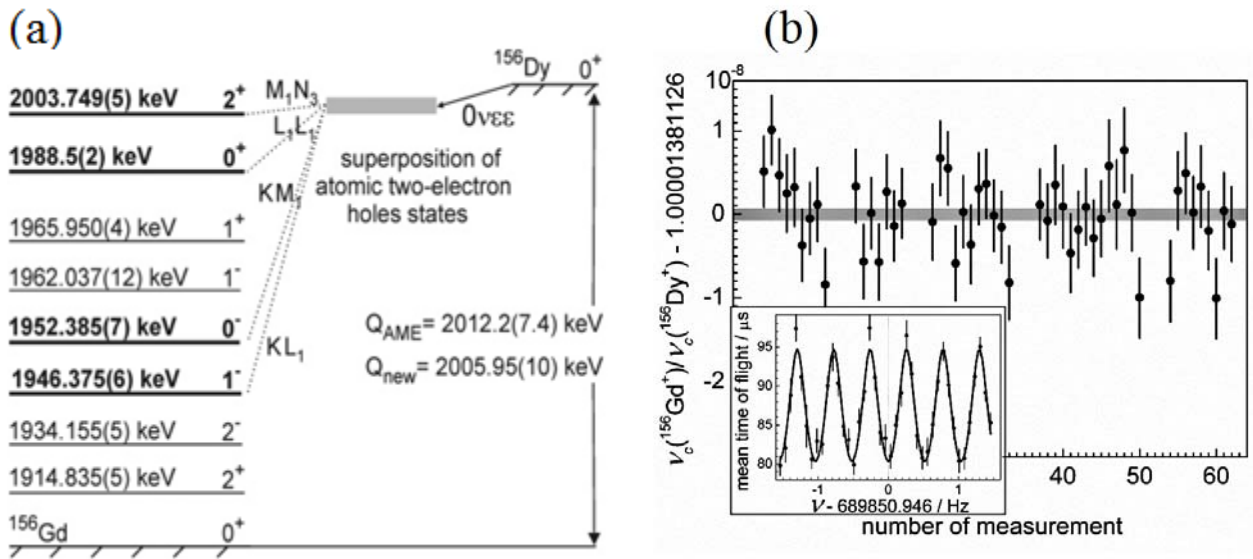 (a)
¹⁵⁶Dy 0⁺
2003.749(5) keV 2⁺
M₁N₃
0νεε
L₁L₁
1988.5(2) keV 0⁺
superposition of
atomic two-electron
holes states
KM₁
1965.950(4) keV 1⁺
1962.037(12) keV 1⁻
1952.385(7) keV 0⁻
Q_AME = 2012.2(7.4) keV
KL₁
Q_new = 2005.95(10) keV
1946.375(6) keV 1⁻
1934.155(5) keV 2⁻
1914.835(5) keV 2⁺
¹⁵⁶Gd 0⁺
(b)
10⁻⁸
1
0
-1
-2
ν_c(¹⁵⁶Gd⁺)/ν_c(¹⁵⁶Dy⁺) - 1.00001381126
40 50 60
number of measurement
mean time of flight / μs
95
90
85
80
-1 0 1
ν - 689850.946 / Hz